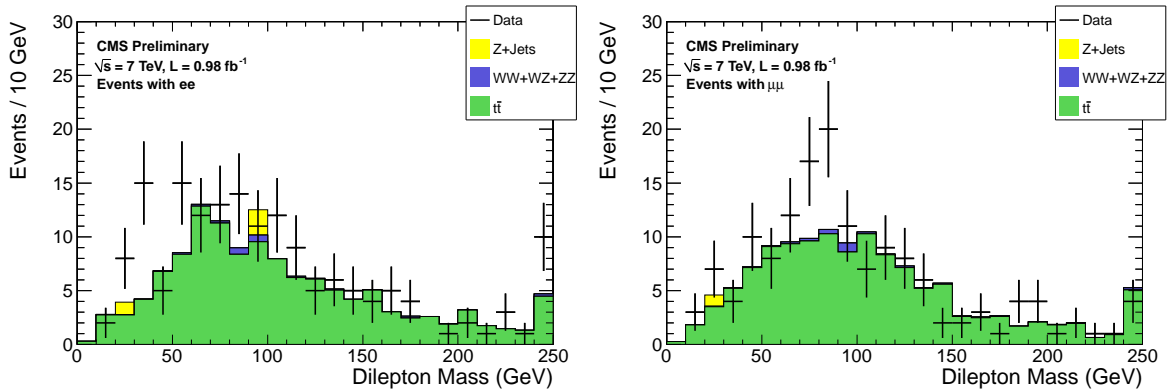 Events / 10 GeV
30
25
20
15
10
5
0
CMS Preliminary
√s = 7 TeV, L = 0.98 fb⁻¹
Events with ee
Data
Z+Jets
WW+WZ+ZZ
tt̄
0 50 100 150 200 250
Dilepton Mass (GeV)
Events / 10 GeV
30
25
20
15
10
5
0
CMS Preliminary
√s = 7 TeV, L = 0.98 fb⁻¹
Events with μμ
Data
Z+Jets
WW+WZ+ZZ
tt̄
0 50 100 150 200 250
Dilepton Mass (GeV)